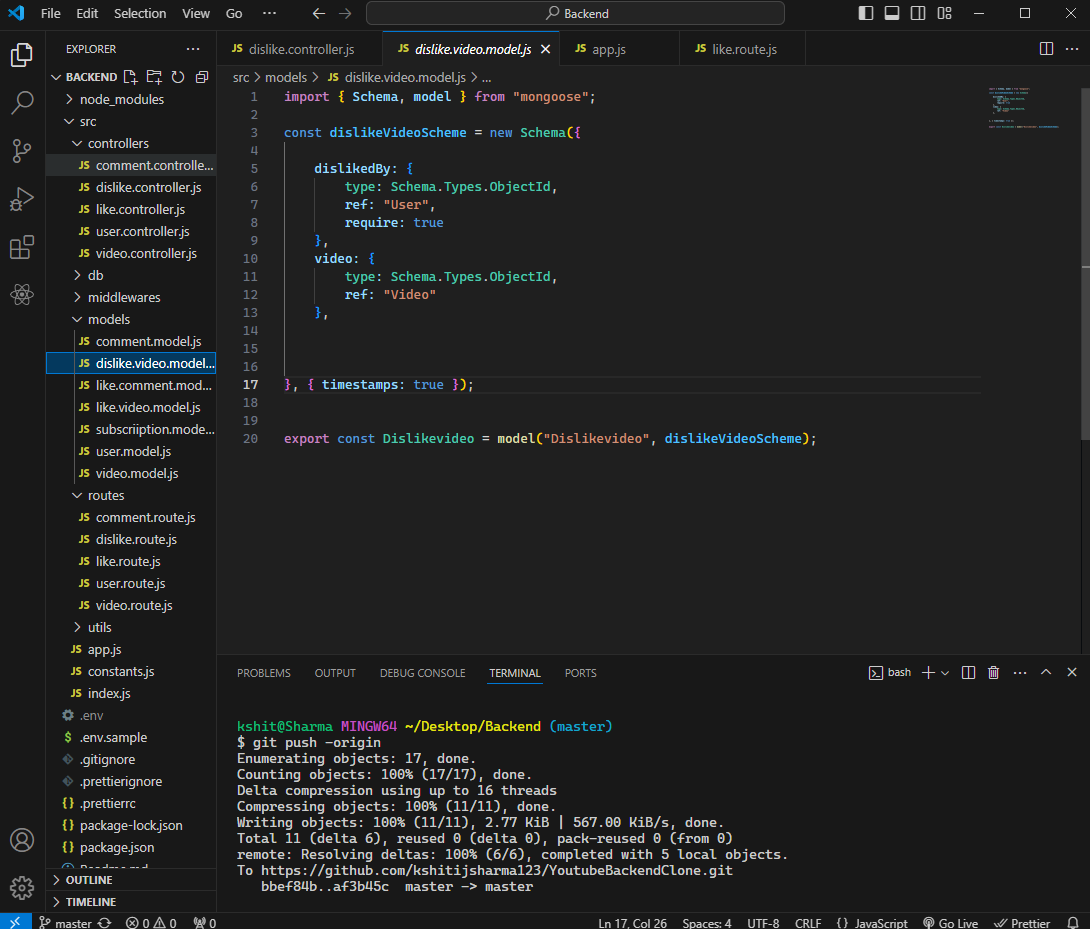 File Edit Selection View Go ··· Backend
EXPLORER ···
BACKEND
node_modules
src
controllers
JS comment.controlle...
JS dislike.controller.js
JS like.controller.js
JS user.controller.js
JS video.controller.js
db
middlewares
models
JS comment.model.js
JS dislike.video.model...
JS like.comment.mod...
JS like.video.model.js
JS subscriiption.mode...
JS user.model.js
JS video.model.js
routes
JS comment.route.js
JS dislike.route.js
JS like.route.js
JS user.route.js
JS video.route.js
utils
JS app.js
JS constants.js
JS index.js
.env
$ .env.sample
.gitignore
.prettierignore
{} .prettierrc
{} package-lock.json
{} package.json
Readme.md
OUTLINE
TIMELINE
JS dislike.controller.js JS dislike.video.model.js JS app.js JS like.route.js ···
src > models > JS dislike.video.model.js > ...
1 import { Schema, model } from "mongoose";
2
3 const dislikeVideoScheme = new Schema({
4
5 dislikedBy: {
6 type: Schema.Types.ObjectId,
7 ref: "User",
8 require: true
9 },
10 video: {
11 type: Schema.Types.ObjectId,
12 ref: "Video"
13 },
14
15
16
17 }, { timestamps: true });
18
19
20 export const Dislikevideo = model("Dislikevideo", dislikeVideoScheme);
PROBLEMS OUTPUT DEBUG CONSOLE TERMINAL PORTS bash ···
kshit@Sharma MINGW64 ~/Desktop/Backend (master)
$ git push -origin
Enumerating objects: 17, done.
Counting objects: 100% (17/17), done.
Delta compression using up to 16 threads
Compressing objects: 100% (11/11), done.
Writing objects: 100% (11/11), 2.77 KiB | 567.00 KiB/s, done.
Total 11 (delta 6), reused 0 (delta 0), pack-reused 0 (from 0)
remote: Resolving deltas: 100% (6/6), completed with 5 local objects.
To https://github.com/kshitijsharma123/YoutubeBackendClone.git
bbef84b..af3b45c master -> master
master 0 0 0 Ln 17, Col 26 Spaces: 4 UTF-8 CRLF {} JavaScript Go Live Prettier